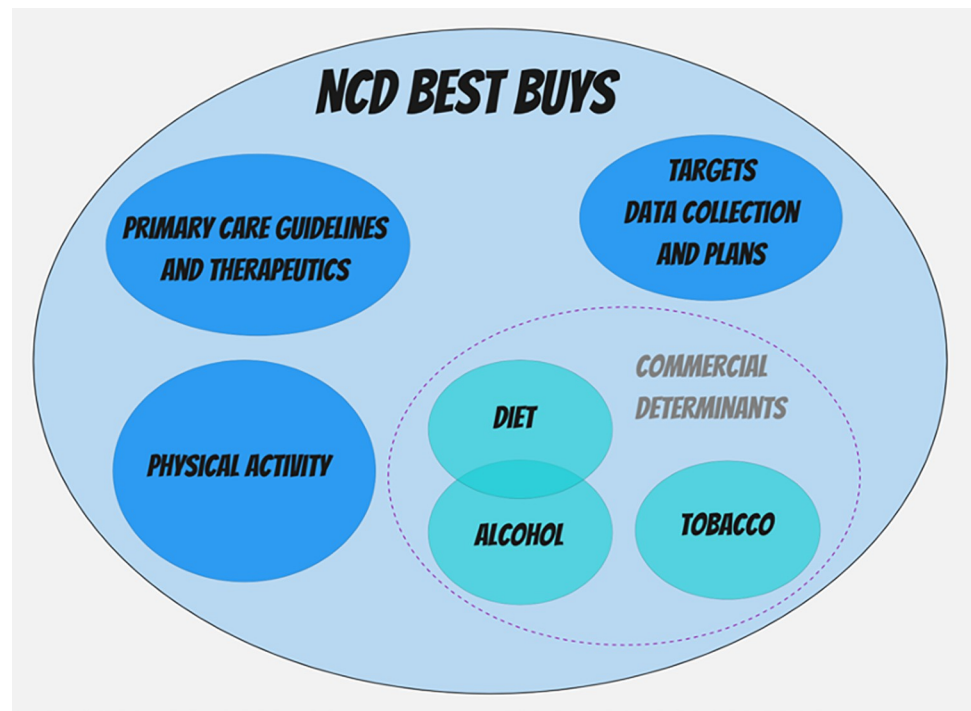 NCD BEST BUYS
PRIMARY CARE GUIDELINES
AND THERAPEUTICS
TARGETS
DATA COLLECTION
AND PLANS
PHYSICAL ACTIVITY
COMMERCIAL
DETERMINANTS
DIET
ALCOHOL
TOBACCO